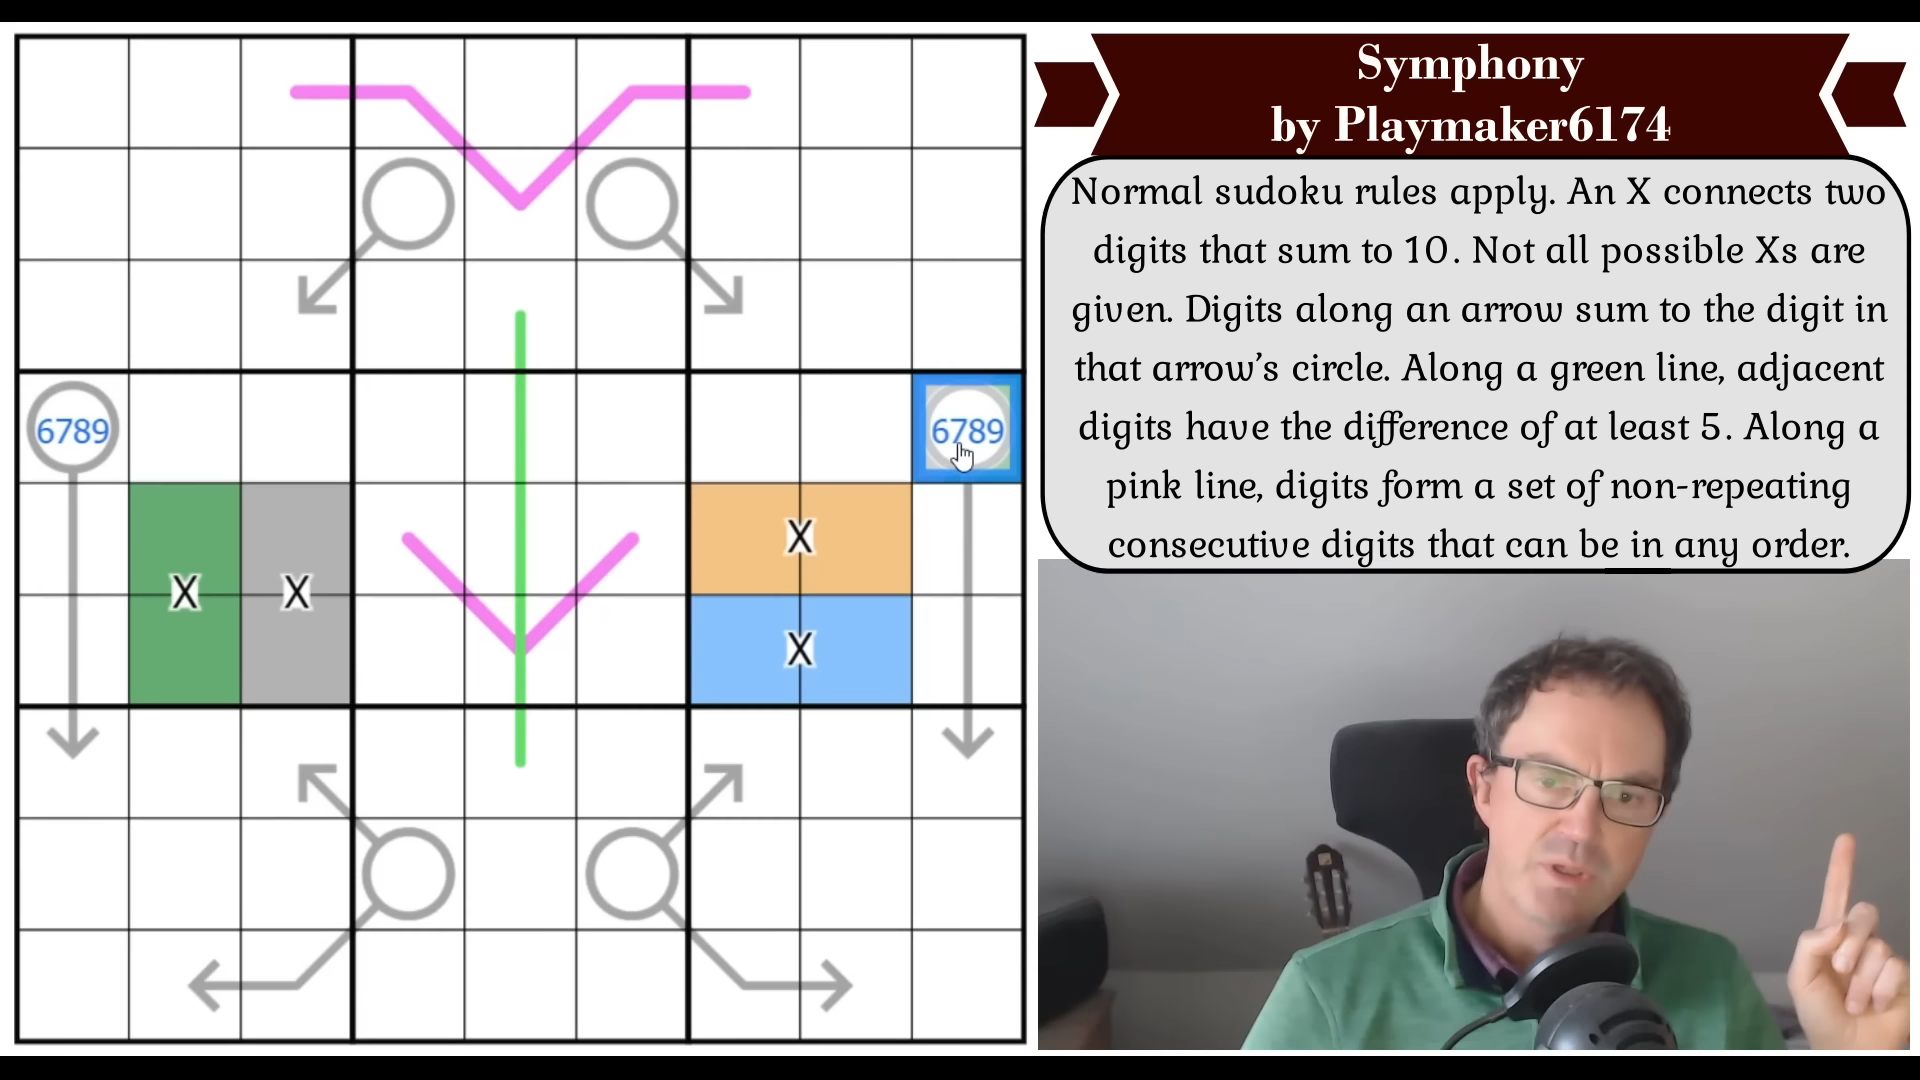 Symphony
by Playmaker6174
Normal sudoku rules apply. An X connects two
digits that sum to 10. Not all possible Xs are
given. Digits along an arrow sum to the digit in
that arrow’s circle. Along a green line, adjacent
digits have the difference of at least 5. Along a
pink line, digits form a set of non-repeating
consecutive digits that can be in any order.
6789
6789
X
X
X
X